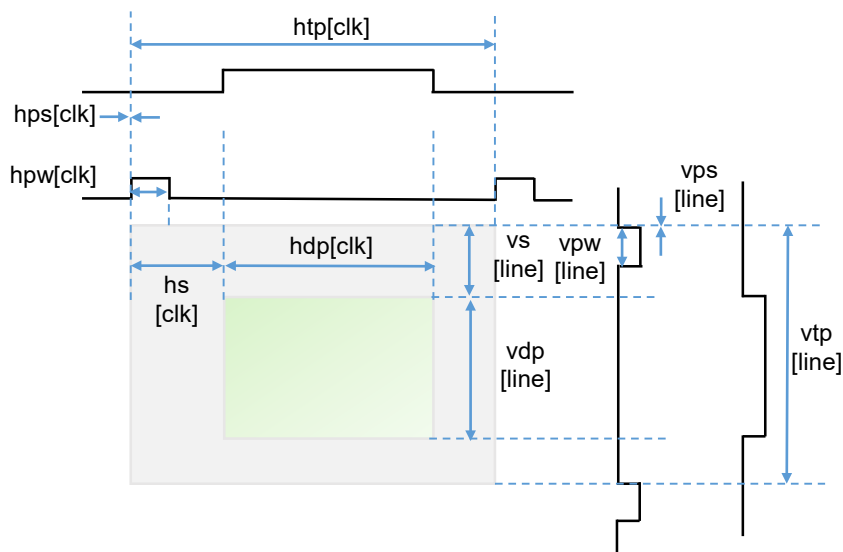 htp[clk]
hps[clk]
hpw[clk]
vps
[line]
hdp[clk]
vs
[line]
vpw
[line]
hs
[clk]
vdp
[line]
vtp
[line]